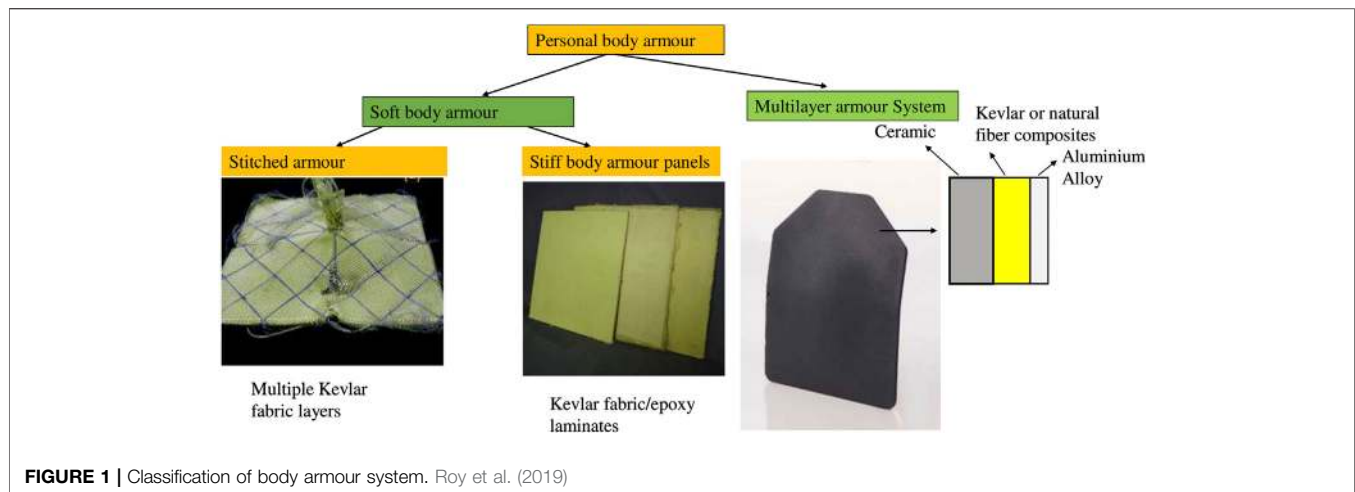 Personal body armour
Soft body armour
Multilayer armour System
Ceramic
Kevlar or natural
fiber composites
Aluminium
Alloy
Stitched armour
Stiff body armour panels
Multiple Kevlar
fabric layers
Kevlar fabric/epoxy
laminates
FIGURE 1 | Classification of body armour system. Roy et al. (2019)